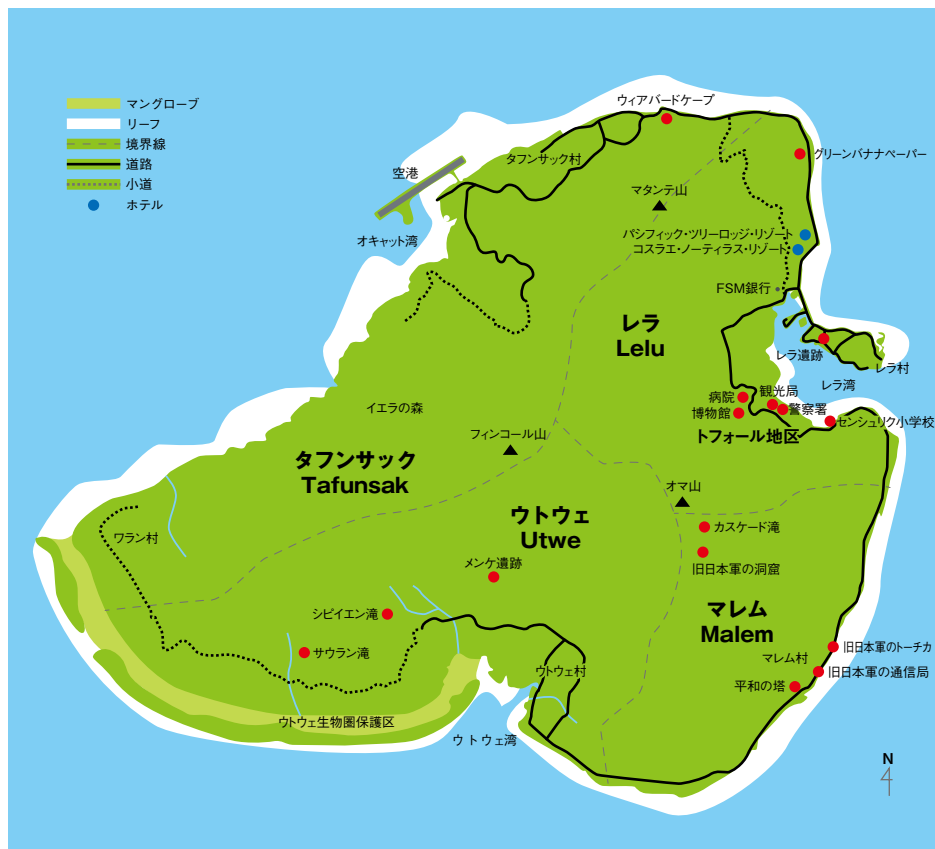 マングローブ
リーフ
境界線
道路
小道
ホテル
ウィアバードケープ
グリーンバナナペーパー
タフンサック村
空港
マタンテ山
オキャット湾
パシフィック・ツリーロッジ・リゾート
コスラエ・ノーティラス・リゾート
FSM銀行
レラ
Lelu
レラ遺跡
レラ村
レラ湾
病院
観光局
博物館
警察署
センシュリク小学校
トフォール地区
イエラの森
フィンコール山
タフンサック
Tafunsak
オマ山
ウトウェ
Utwe
カスケード滝
ワラン村
メンケ遺跡
旧日本軍の洞窟
シピイエン滝
マレム
Malem
サウラン滝
旧日本軍のトーチカ
マレム村
旧日本軍の通信局
ウトウェ村
平和の塔
ウトウェ生物圏保護区
ウトウェ湾
N